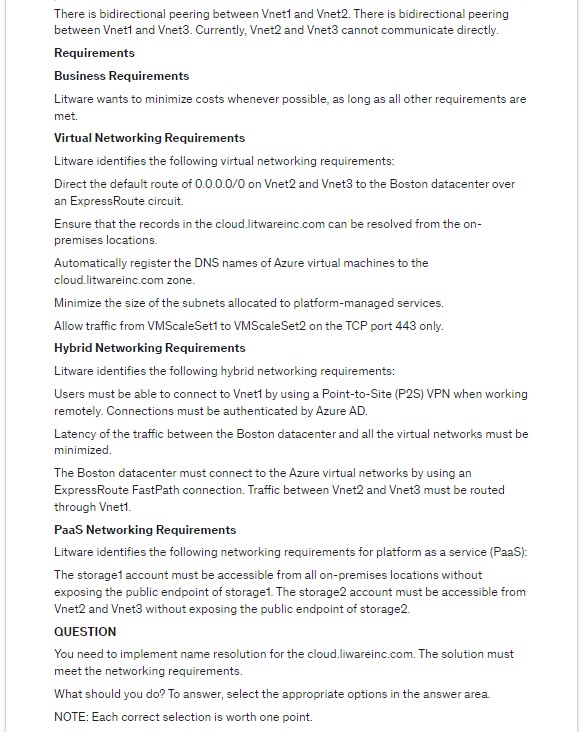 There is bidirectional peering between Vnet1 and Vnet2. There is bidirectional peering
between Vnet1 and Vnet3. Currently, Vnet2 and Vnet3 cannot communicate directly.
Requirements
Business Requirements
Litware wants to minimize costs whenever possible, as long as all other requirements are
met.
Virtual Networking Requirements
Litware identifies the following virtual networking requirements:
Direct the default route of 0.0.0.0/0 on Vnet2 and Vnet3 to the Boston datacenter over
an ExpressRoute circuit.
Ensure that the records in the cloud.litwareinc.com can be resolved from the on-
premises locations.
Automatically register the DNS names of Azure virtual machines to the
cloud.litwareinc.com zone.
Minimize the size of the subnets allocated to platform-managed services.
Allow traffic from VMScaleSet1 to VMScaleSet2 on the TCP port 443 only.
Hybrid Networking Requirements
Litware identifies the following hybrid networking requirements:
Users must be able to connect to Vnet1 by using a Point-to-Site (P2S) VPN when working
remotely. Connections must be authenticated by Azure AD.
Latency of the traffic between the Boston datacenter and all the virtual networks must be
minimized.
The Boston datacenter must connect to the Azure virtual networks by using an
ExpressRoute FastPath connection. Traffic between Vnet2 and Vnet3 must be routed
through Vnet1.
PaaS Networking Requirements
Litware identifies the following networking requirements for platform as a service (PaaS):
The storage1 account must be accessible from all on-premises locations without
exposing the public endpoint of storage1. The storage2 account must be accessible from
Vnet2 and Vnet3 without exposing the public endpoint of storage2.
QUESTION
You need to implement name resolution for the cloud.liwareinc.com. The solution must
meet the networking requirements.
What should you do? To answer, select the appropriate options in the answer area.
NOTE: Each correct selection is worth one point.